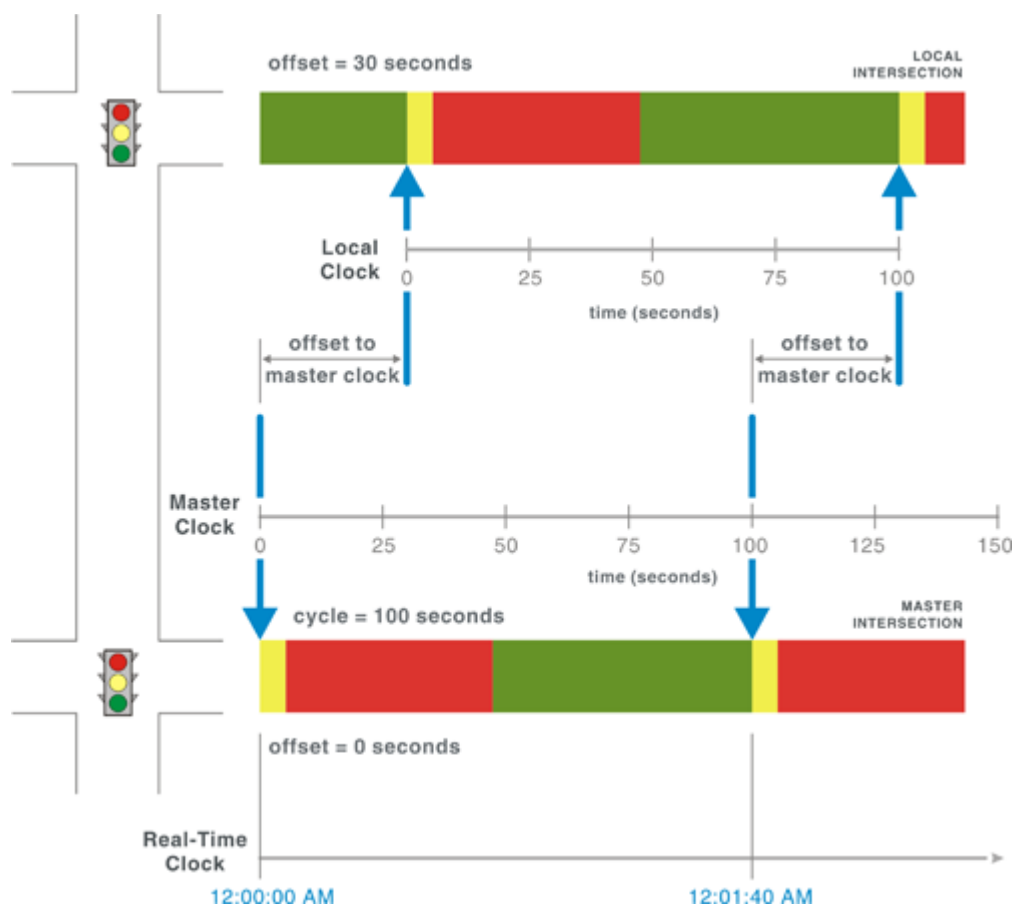 offset = 30 seconds
LOCAL
INTERSECTION
Local
Clock
0 25 50 75 100
time (seconds)
offset to
master clock
offset to
master clock
Master
Clock
0 25 50 75 100 125 150
time (seconds)
cycle = 100 seconds
MASTER
INTERSECTION
offset = 0 seconds
Real-Time
Clock
12:00:00 AM 12:01:40 AM